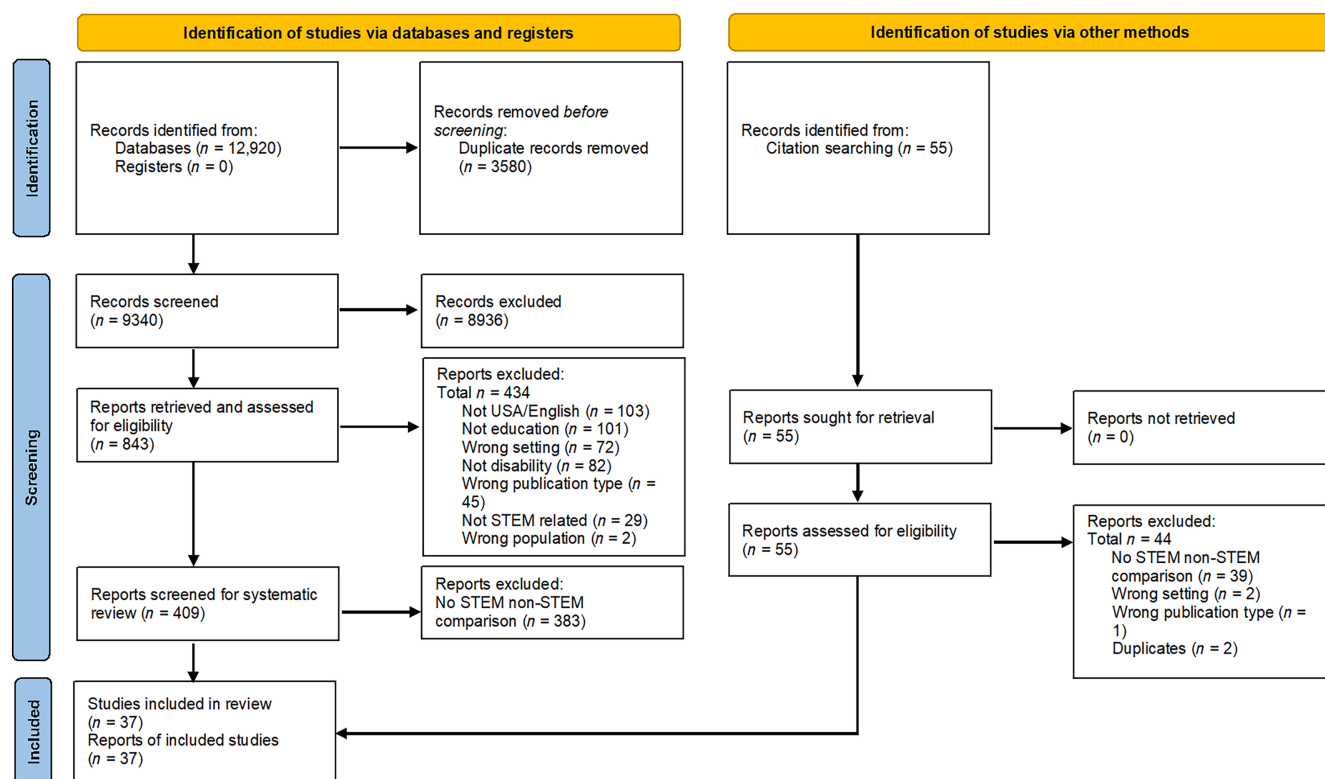 Identification of studies via databases and registers
Identification of studies via other methods
Identification
Records identified from:
Databases (n = 12,920)
Registers (n = 0)
Records removed before
screening:
Duplicate records removed
(n = 3580)
Records identified from:
Citation searching (n = 55)
Screening
Records screened
(n = 9340)
Records excluded
(n = 8936)
Reports retrieved and assessed
for eligibility
(n = 843)
Reports excluded:
Total n = 434
Not USA/English (n = 103)
Not education (n = 101)
Wrong setting (n = 72)
Not disability (n = 82)
Wrong publication type (n =
45)
Not STEM related (n = 29)
Wrong population (n = 2)
Reports sought for retrieval
(n = 55)
Reports not retrieved
(n = 0)
Reports assessed for eligibility
(n = 55)
Reports excluded:
Total n = 44
No STEM non-STEM
comparison (n = 39)
Wrong setting (n = 2)
Wrong publication type (n =
1)
Duplicates (n = 2)
Reports screened for systematic
review (n = 409)
Reports excluded:
No STEM non-STEM
comparison (n = 383)
Included
Studies included in review
(n = 37)
Reports of included studies
(n = 37)